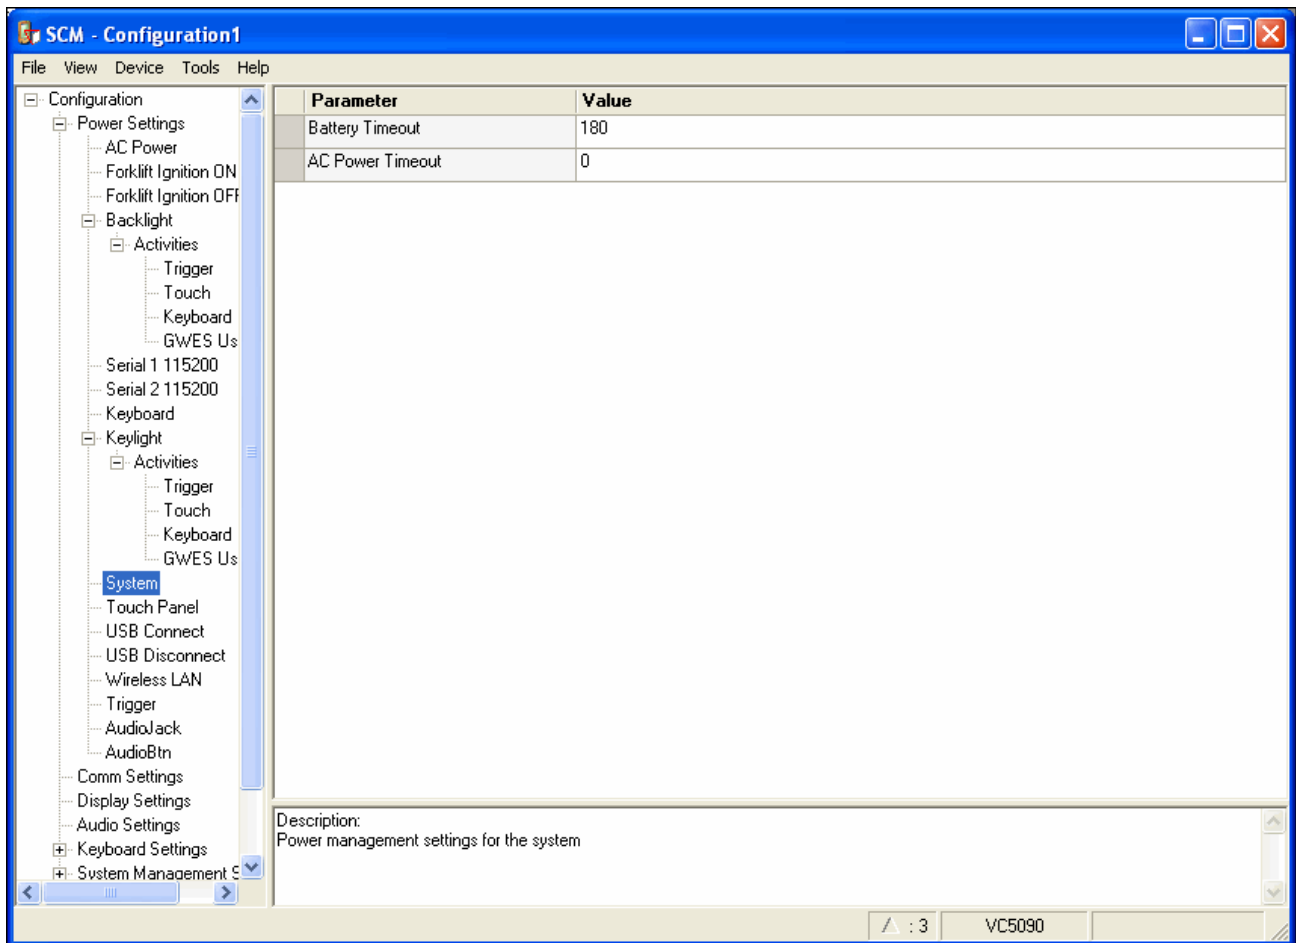 SCM - Configuration1
File View Device Tools Help
Configuration
Power Settings
AC Power
Forklift Ignition ON
Forklift Ignition OFF
Backlight
Activities
Trigger
Touch
Keyboard
GWES Us
Serial 1 115200
Serial 2 115200
Keyboard
Keylight
Activities
Trigger
Touch
Keyboard
GWES Us
System
Touch Panel
USB Connect
USB Disconnect
Wireless LAN
Trigger
AudioJack
AudioBtn
Comm Settings
Display Settings
Audio Settings
Keyboard Settings
System Management S
Parameter Value
Battery Timeout 180
AC Power Timeout 0
Description:
Power management settings for the system
: 3 VC5090